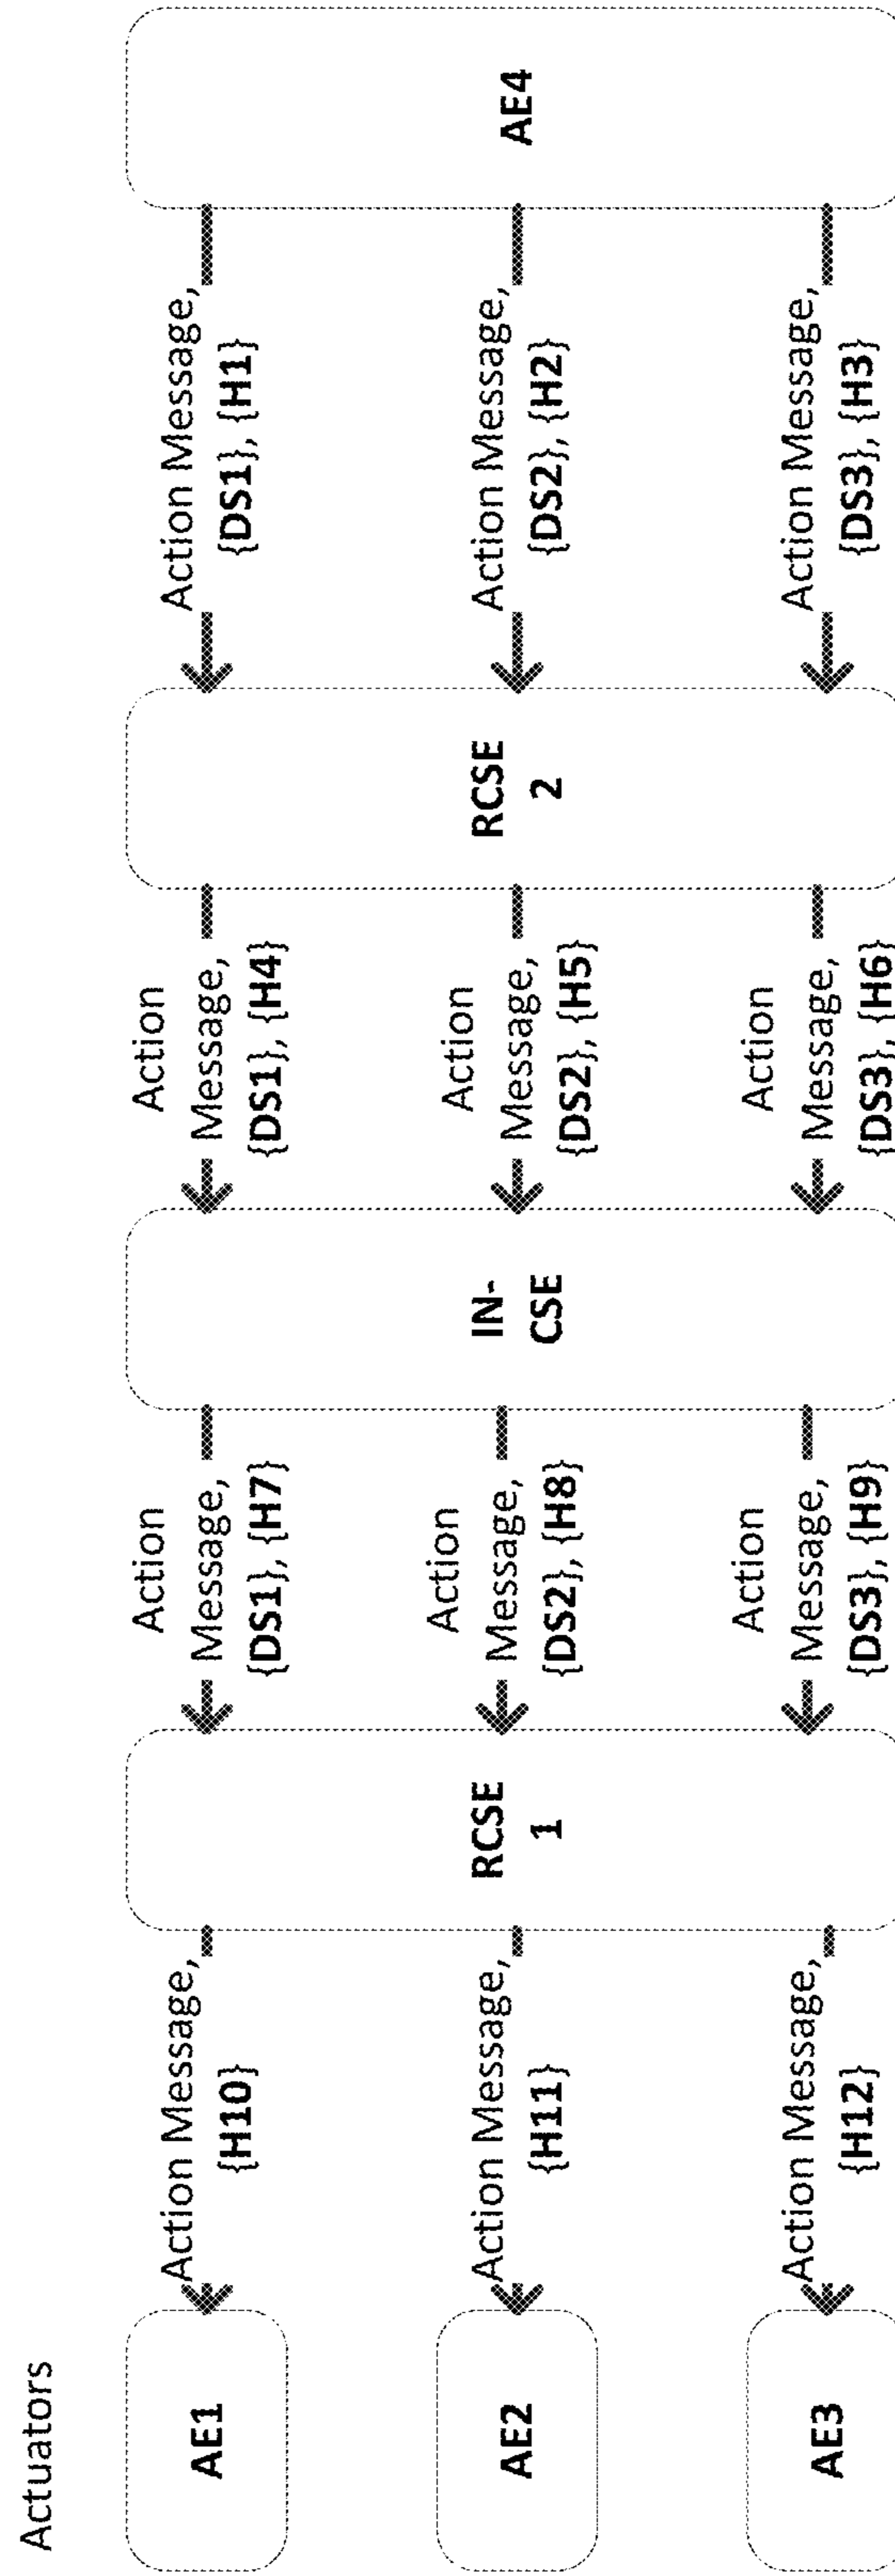 Actuators
AE1
Action Message,
{H10}
RCSE
1
Action
Message,
{DS1}, {H7}
IN-
CSE
Action
Message,
{DS1}, {H4}
RCSE
2
Action Message,
{DS1}, {H1}
AE4
AE2
Action Message,
{H11}
Action
Message,
{DS2}, {H8}
Action
Message,
{DS2}, {H5}
Action Message,
{DS2}, {H2}
AE3
Action Message,
{H12}
Action
Message,
{DS3}, {H9}
Action
Message,
{DS3}, {H6}
Action Message,
{DS3}, {H3}